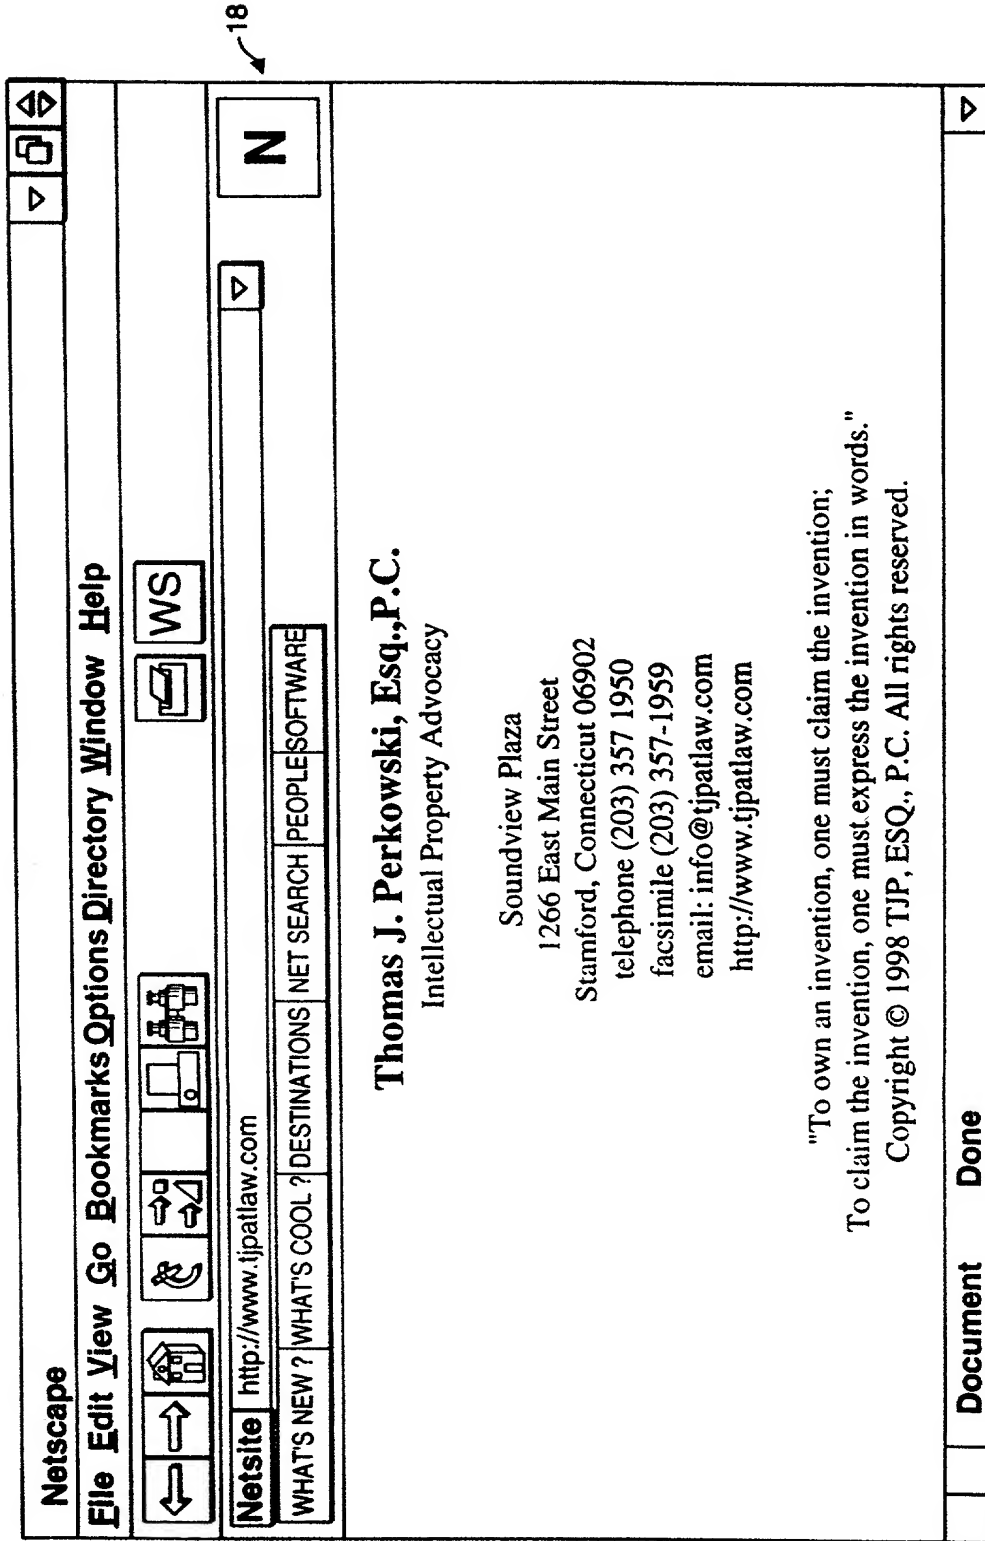 18
Netscape
File Edit View Go Bookmarks Options Directory Window Help
WS
Netsite http://www.tjpatlaw.com
N
WHAT'S NEW ? WHAT'S COOL ? DESTINATIONS NET SEARCH PEOPLE SOFTWARE
Thomas J. Perkowski, Esq.,P.C.
Intellectual Property Advocacy
Soundview Plaza
1266 East Main Street
Stamford, Connecticut 06902
telephone (203) 357 1950
facsimile (203) 357-1959
email: info@tjpatlaw.com
http://www.tjpatlaw.com
"To own an invention, one must claim the invention;
To claim the invention, one must express the invention in words."
Copyright © 1998 TJP, ESQ., P.C. All rights reserved.
Document Done